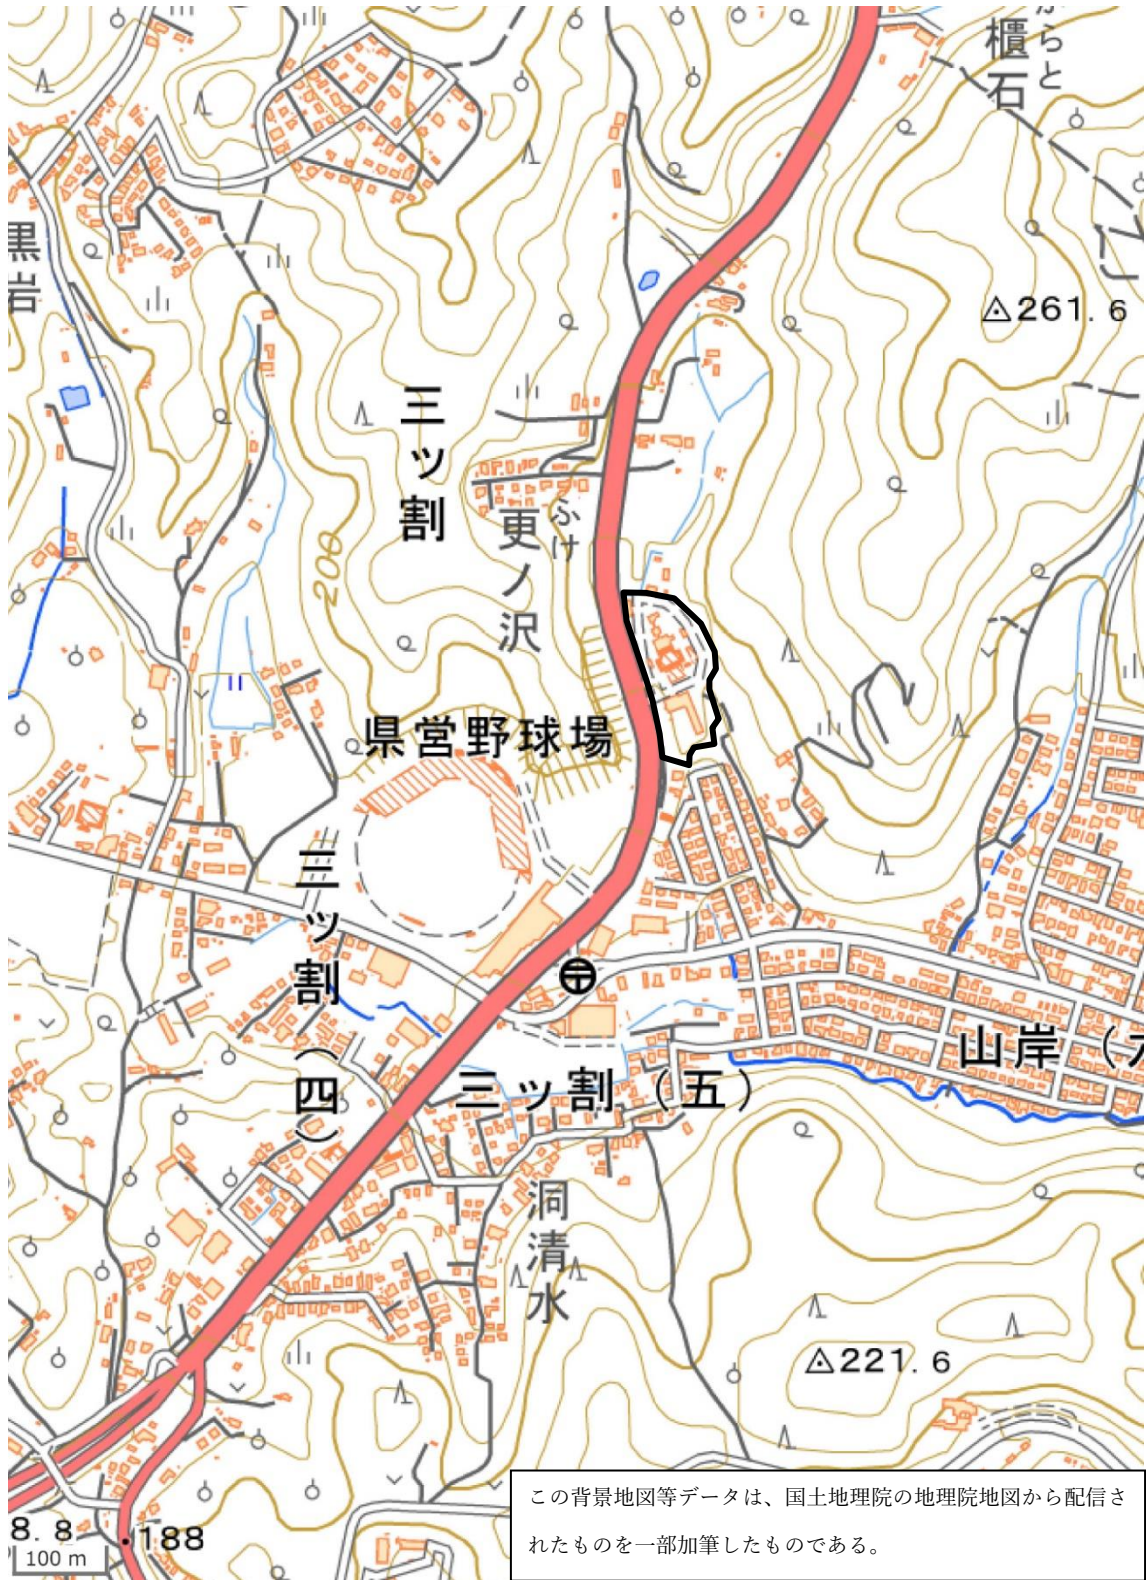 櫃石
からと
黒岩
261.6
三ッ割
更ノ沢
ふけ
200
県営野球場
三ッ割(四)
三ッ割(五)
山岸(
洞清水
221.6
8.8
188
100 m
この背景地図等データは、国土地理院の地理院地図から配信さ
れたものを一部加筆したものである。